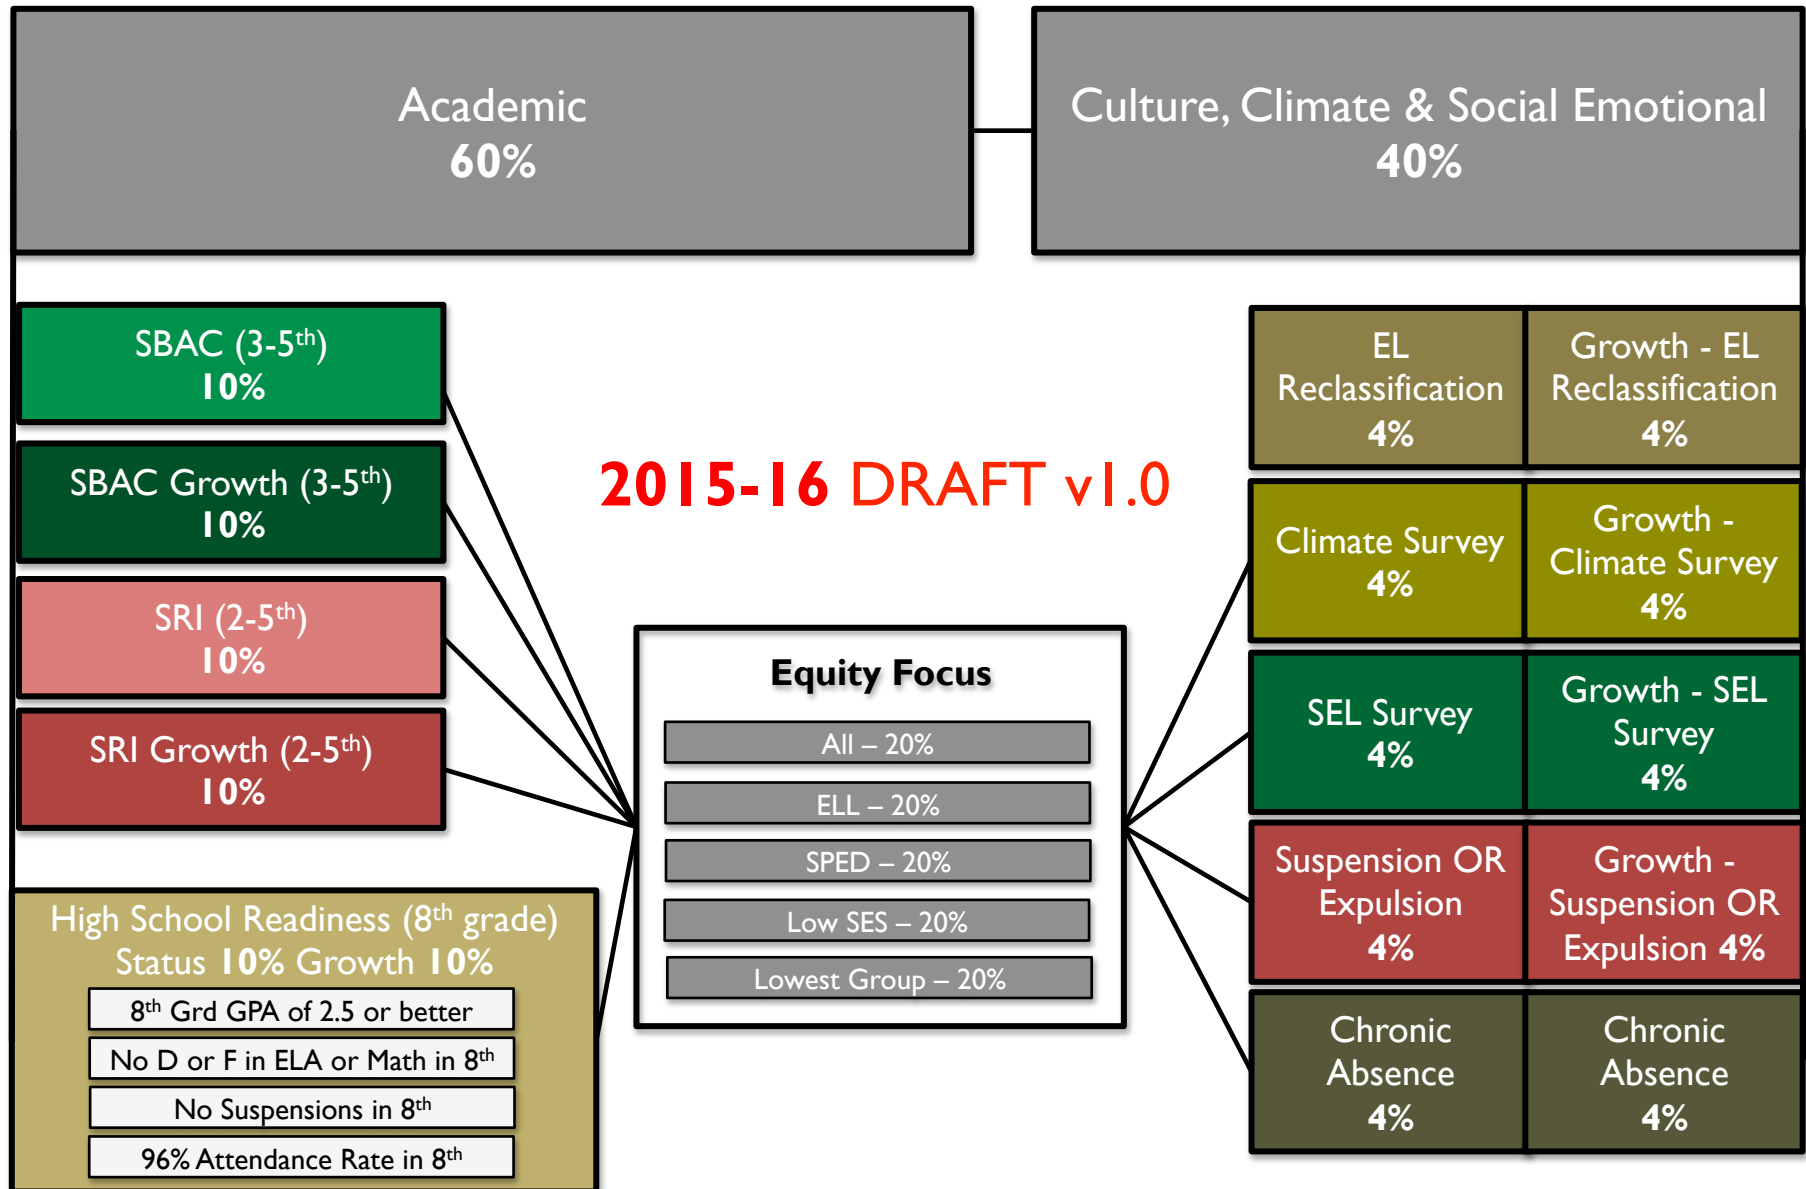 Academic
60%
Culture, Climate & Social Emotional
40%
SBAC (3-5th)
10%
SBAC Growth (3-5th)
10%
SRI (2-5th)
10%
SRI Growth (2-5th)
10%
High School Readiness (8th grade)
Status 10% Growth 10%
8th Grd GPA of 2.5 or better
No D or F in ELA or Math in 8th
No Suspensions in 8th
96% Attendance Rate in 8th
2015-16 DRAFT v1.0
Equity Focus
All – 20%
ELL – 20%
SPED – 20%
Low SES – 20%
Lowest Group – 20%
EL
Reclassification
4%
Growth - EL
Reclassification
4%
Climate Survey
4%
Growth -
Climate Survey
4%
SEL Survey
4%
Growth - SEL
Survey
4%
Suspension OR
Expulsion
4%
Growth -
Suspension OR
Expulsion 4%
Chronic
Absence
4%
Chronic
Absence
4%